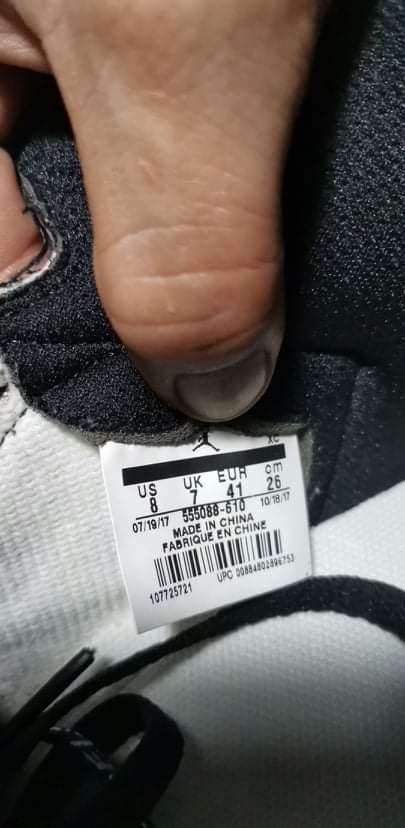 XC
US UK EUR cm
8 7 41 26
07/19/17 555088-610 10/18/17
MADE IN CHINA
FABRIQUE EN CHINE
107725721 UPC 00884802896753